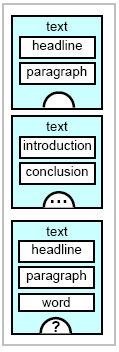 text
headline
paragraph
text
introduction
conclusion
...
text
headline
paragraph
word
?